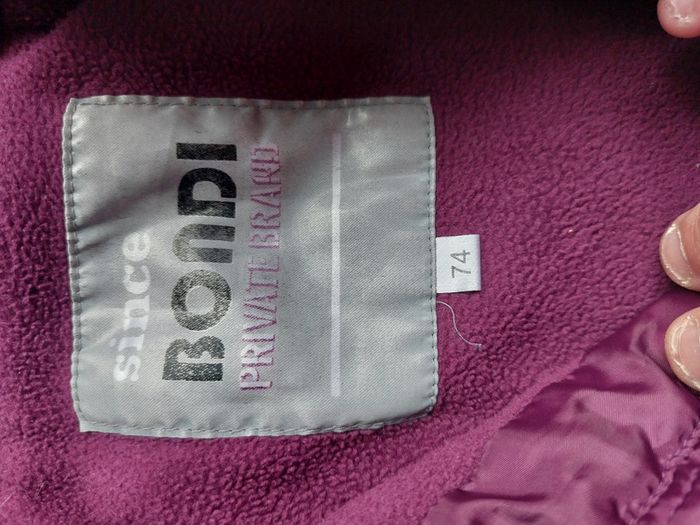 since
BONDI
PRIVATE BRAND
74